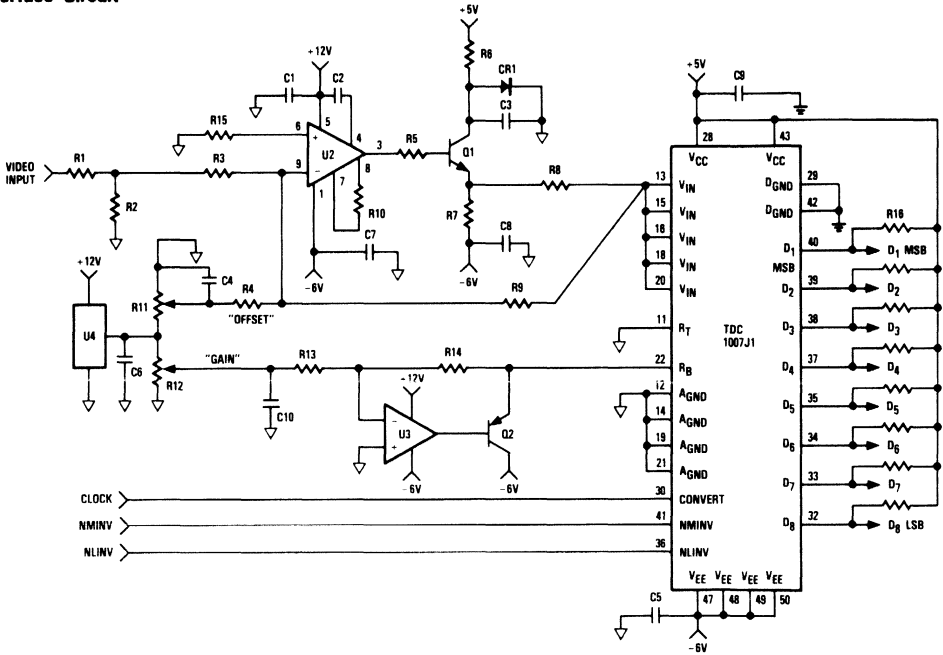 +5V
R6
+12V
CR1
+5V
C1
C2
C9
C3
5
R15
6
+
4
28
43
U2
3
R5
Q1
VCC
VCC
VIDEO
INPUT
R1
R3
9
−
8
R8
13
VIN
DGND
29
1
7
R2
R10
15
VIN
DGND
42
R7
16
VIN
R16
C7
C8
D1
40
D1 MSB
18
VIN
MSB
+12V
−6V
−6V
C4
D2
39
D2
20
VIN
R11
R4
R9
"OFFSET"
D3
38
D3
U4
11
RT
TDC
1007J1
C6
"GAIN"
R13
R14
D4
37
D4
R12
22
RB
−12V
12
AGND
D5
35
D5
C10
−
U3
14
AGND
Q2
+
19
AGND
D6
34
D6
21
AGND
−6V
−6V
D7
33
D7
CLOCK
30
CONVERT
NMINV
41
NMINV
D8
32
D8 LSB
NLINV
36
NLINV
VEE
VEE
VEE
VEE
C5
47
48
49
50
−6V